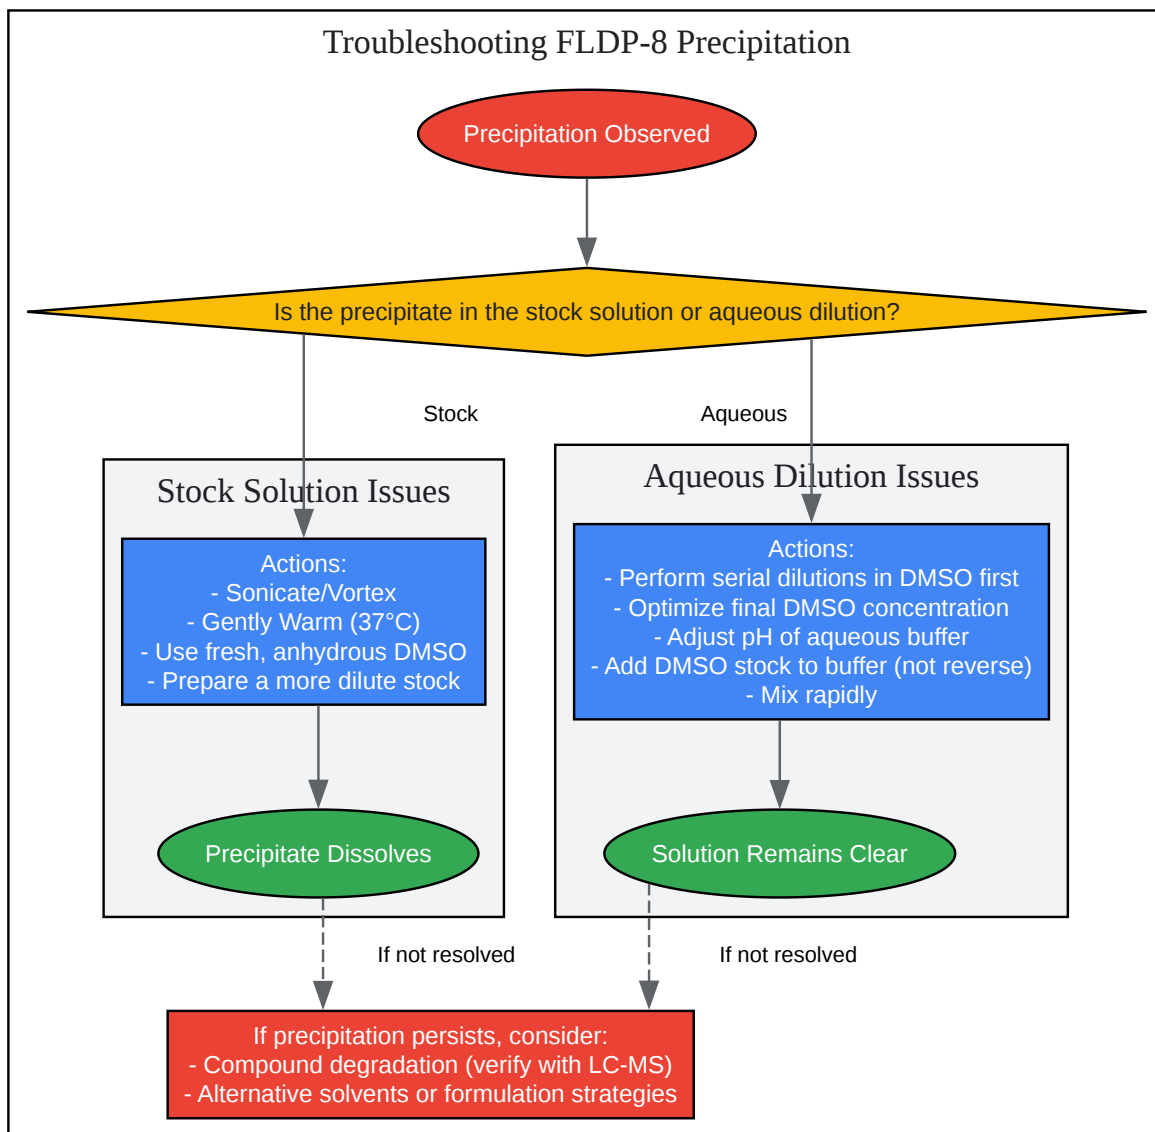 Troubleshooting FLDP-8 Precipitation
Precipitation Observed
Is the precipitate in the stock solution or aqueous dilution?
Stock
Aqueous
Stock Solution Issues
Actions:
- Sonicate/Vortex
- Gently Warm (37°C)
- Use fresh, anhydrous DMSO
- Prepare a more dilute stock
Precipitate Dissolves
Aqueous Dilution Issues
Actions:
- Perform serial dilutions in DMSO first
- Optimize final DMSO concentration
- Adjust pH of aqueous buffer
- Add DMSO stock to buffer (not reverse)
- Mix rapidly
Solution Remains Clear
If not resolved
If not resolved
If precipitation persists, consider:
- Compound degradation (verify with LC-MS)
- Alternative solvents or formulation strategies